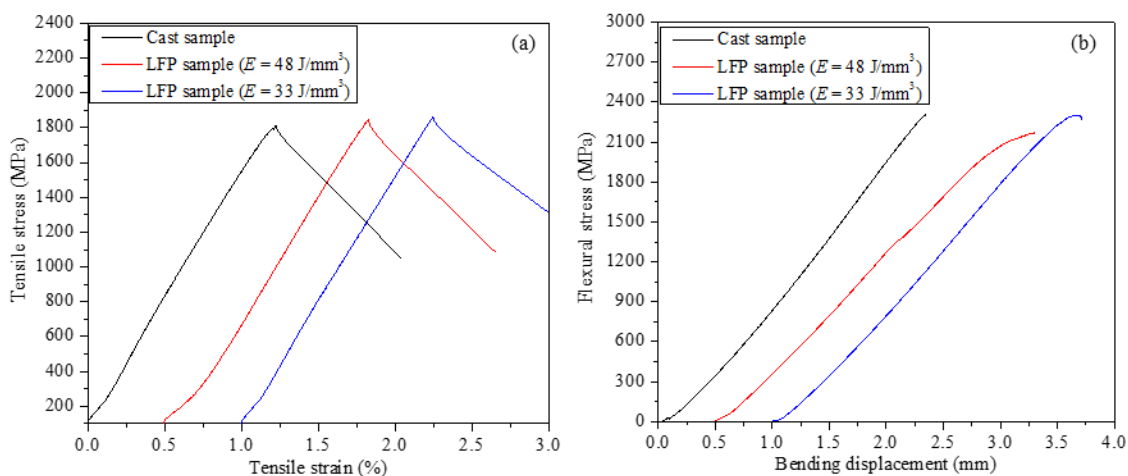 2400
2200
2000
1800
1600
1400
1200
1000
800
600
400
200
0.0 0.5 1.0 1.5 2.0 2.5 3.0
Tensile stress (MPa)
Tensile strain (%)
Cast sample
LFP sample (E = 48 J/mm³)
LFP sample (E = 33 J/mm³)
(a)
3000
2700
2400
2100
1800
1500
1200
900
600
300
0
0.0 0.5 1.0 1.5 2.0 2.5 3.0 3.5 4.0
Flexural stress (MPa)
Bending displacement (mm)
Cast sample
LFP sample (E = 48 J/mm³)
LFP sample (E = 33 J/mm³)
(b)